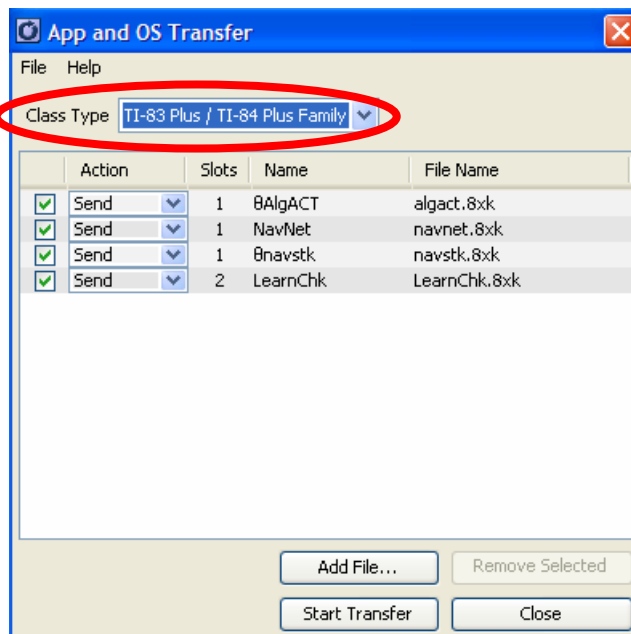 App and OS Transfer
File Help
Class Type TI-83 Plus / TI-84 Plus Family
Action Slots Name File Name
Send 1 θAlgACT algact.8xk
Send 1 NavNet navnet.8xk
Send 1 θnavstk navstk.8xk
Send 2 LearnChk LearnChk.8xk
Add File... Remove Selected
Start Transfer Close